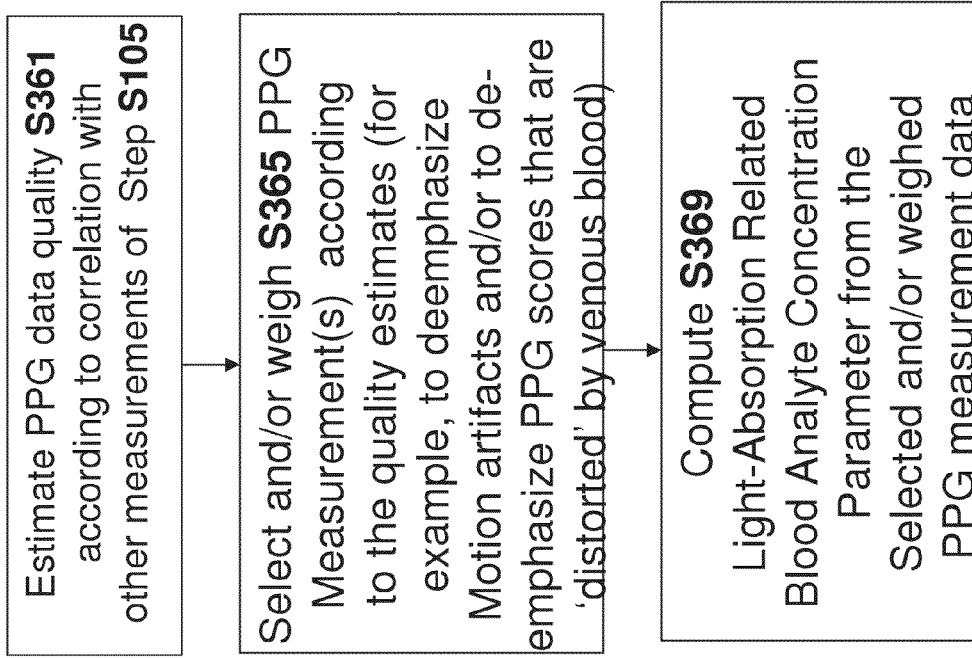 Estimate PPG data quality S361
according to correlation with
other measurements of Step S105
Select and/or weigh S365 PPG
Measurement(s) according
to the quality estimates (for
example, to deemphasize
Motion artifacts and/or to de-
emphasize PPG scores that are
‘distorted’ by venous blood)
Compute S369
Light-Absorption Related
Blood Analyte Concentration
Parameter from the
Selected and/or weighed
PPG measurement data